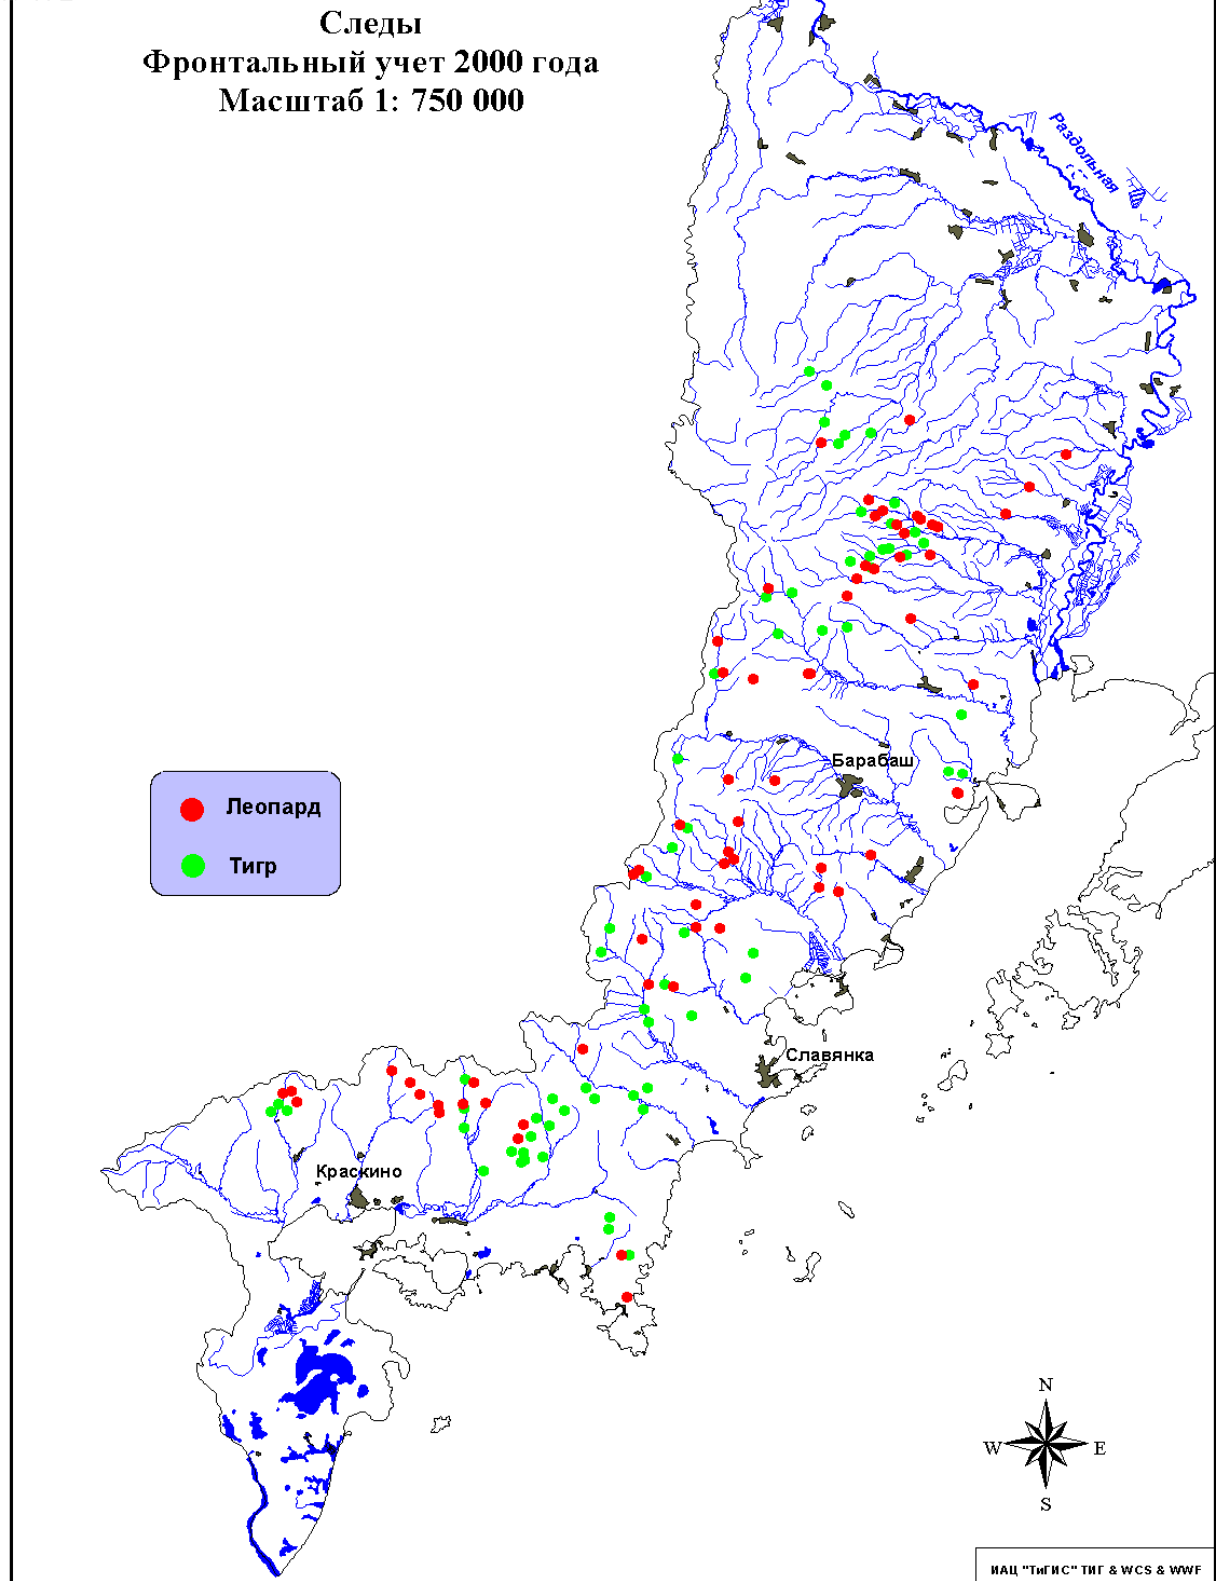 Следы
Фронтальный учет 2000 года
Масштаб 1: 750 000
Раздольная
Барабаш
Леопард
Тигр
Славянка
Краскино
N
W E
S
ИАЦ "ТиГИС" ТИГ & WCS & WWF